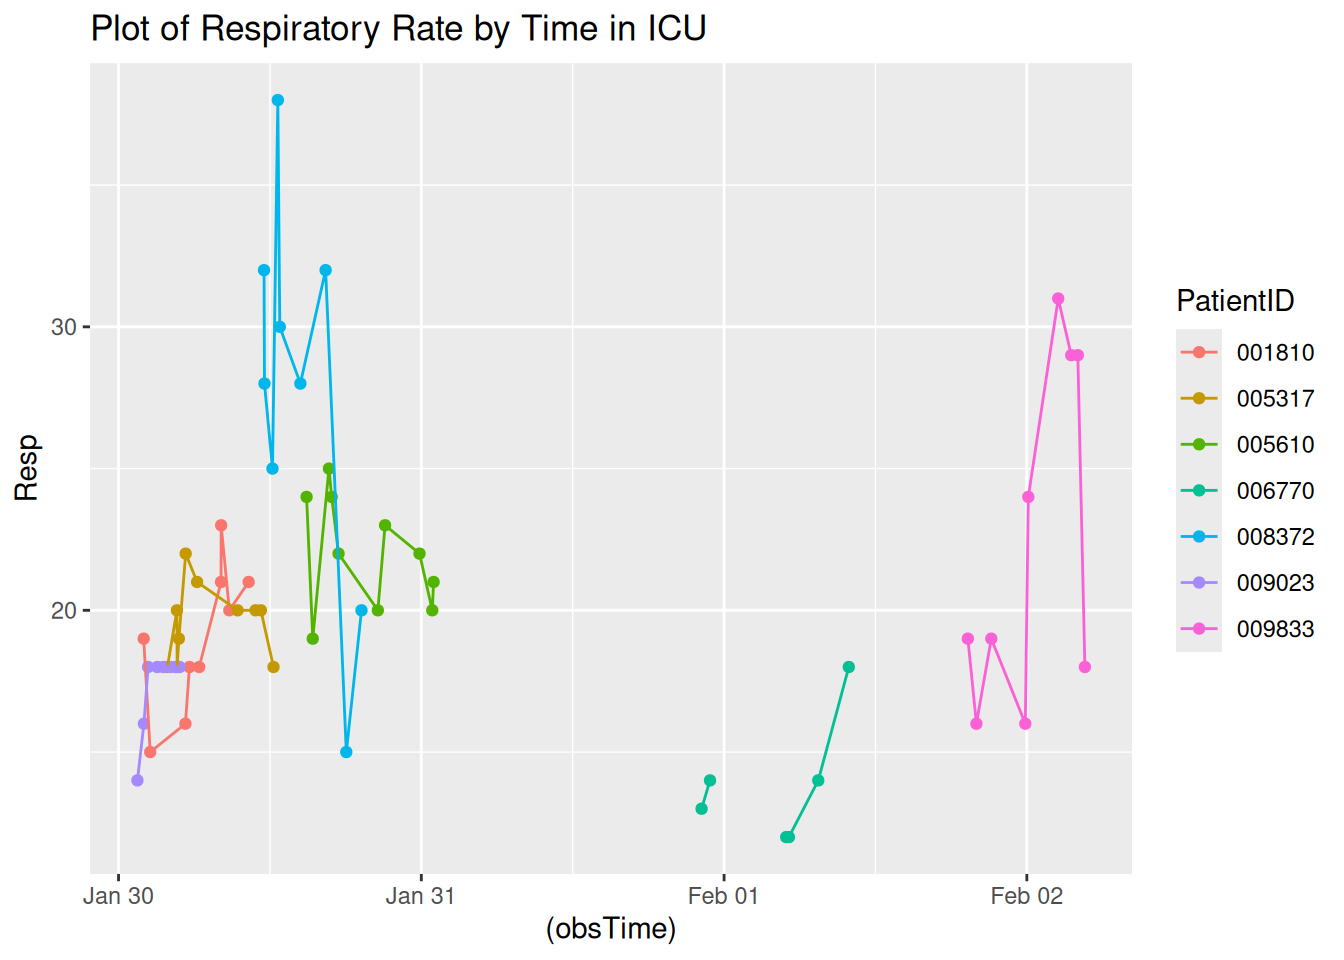 Plot of Respiratory Rate by Time in ICU
Resp
30
20
Jan 30
Jan 31
Feb 01
Feb 02
(obsTime)
PatientID
001810
005317
005610
006770
008372
009023
009833